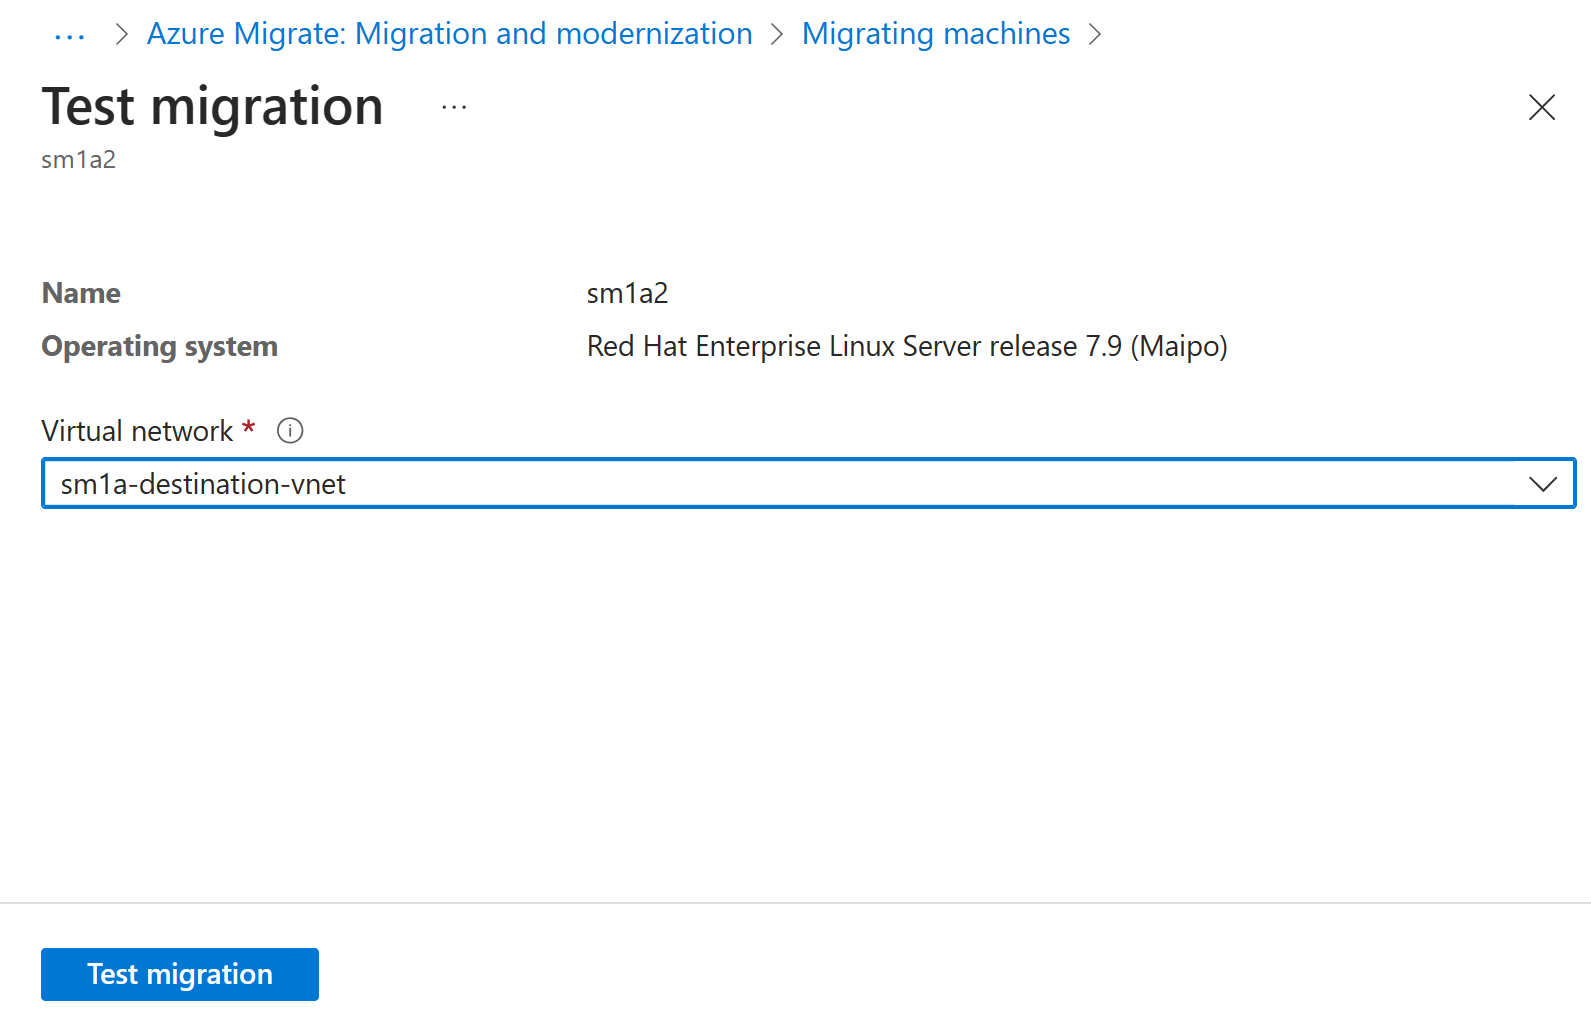 ... > Azure Migrate: Migration and modernization > Migrating machines >
Test migration ...
sm1a2
Name sm1a2
Operating system Red Hat Enterprise Linux Server release 7.9 (Maipo)
Virtual network *
sm1a-destination-vnet
Test migration